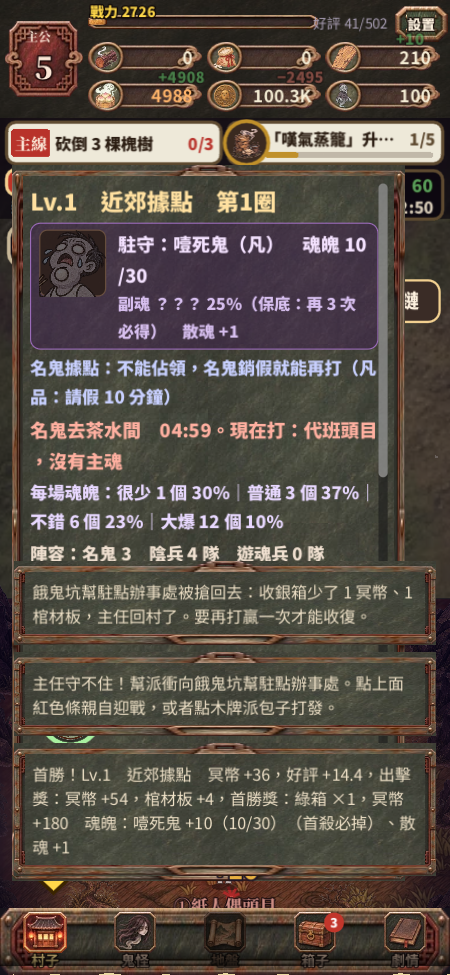 戰力.2726
好評 41/502
設置
主公
5
0
0
+10
210
+4908
-2495
4988
100.3K
100
主線 砍倒 3 棵槐樹 0/3
「嘆氣蒸籠」升⋯ 1/5
60
:50
Lv.1 近郊據點 第1圈
駐守：噎死鬼（凡） 魂魄 10
/30
副魂 ？？？ 25%（保底：再 3 次
必得） 散魂 +1
鏈
名鬼據點：不能佔領，名鬼銷假就能再打（凡
品：請假 10 分鐘）
名鬼去茶水間 04:59。現在打：代班頭目
，沒有主魂
每場魂魄：很少 1 個 30%｜普通 3 個 37%｜
不錯 6 個 23%｜大爆 12 個 10%
陣容：名鬼 3 陰兵 4 隊 遊魂兵 0 隊
餓鬼坑幫駐點辦事處被搶回去：收銀箱少了 1 冥幣、1
棺材板，主任回村了。要再打贏一次才能收復。
主任守不住！幫派衝向餓鬼坑幫駐點辦事處。點上面
紅色條親自迎戰，或者點木牌派包子打發。
首勝！Lv.1 近郊據點 冥幣 +36，好評 +14.4，出擊
獎：冥幣 +54，棺材板 +4，首勝獎：綠箱 ×1，冥幣
+180 魂魄：噎死鬼 +10（10/30）（首殺必掉）、散
魂 +1
村子
鬼怪
地盤
箱子
3
劇情